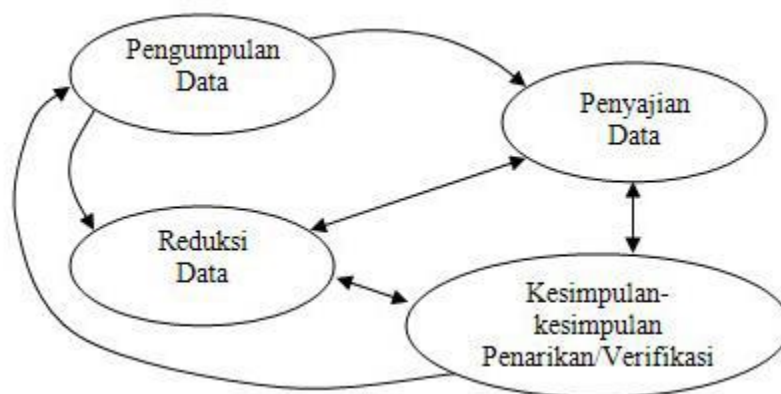 Pengumpulan
Data
Penyajian
Data
Reduksi
Data
Kesimpulan-
kesimpulan
Penarikan/Verifikasi